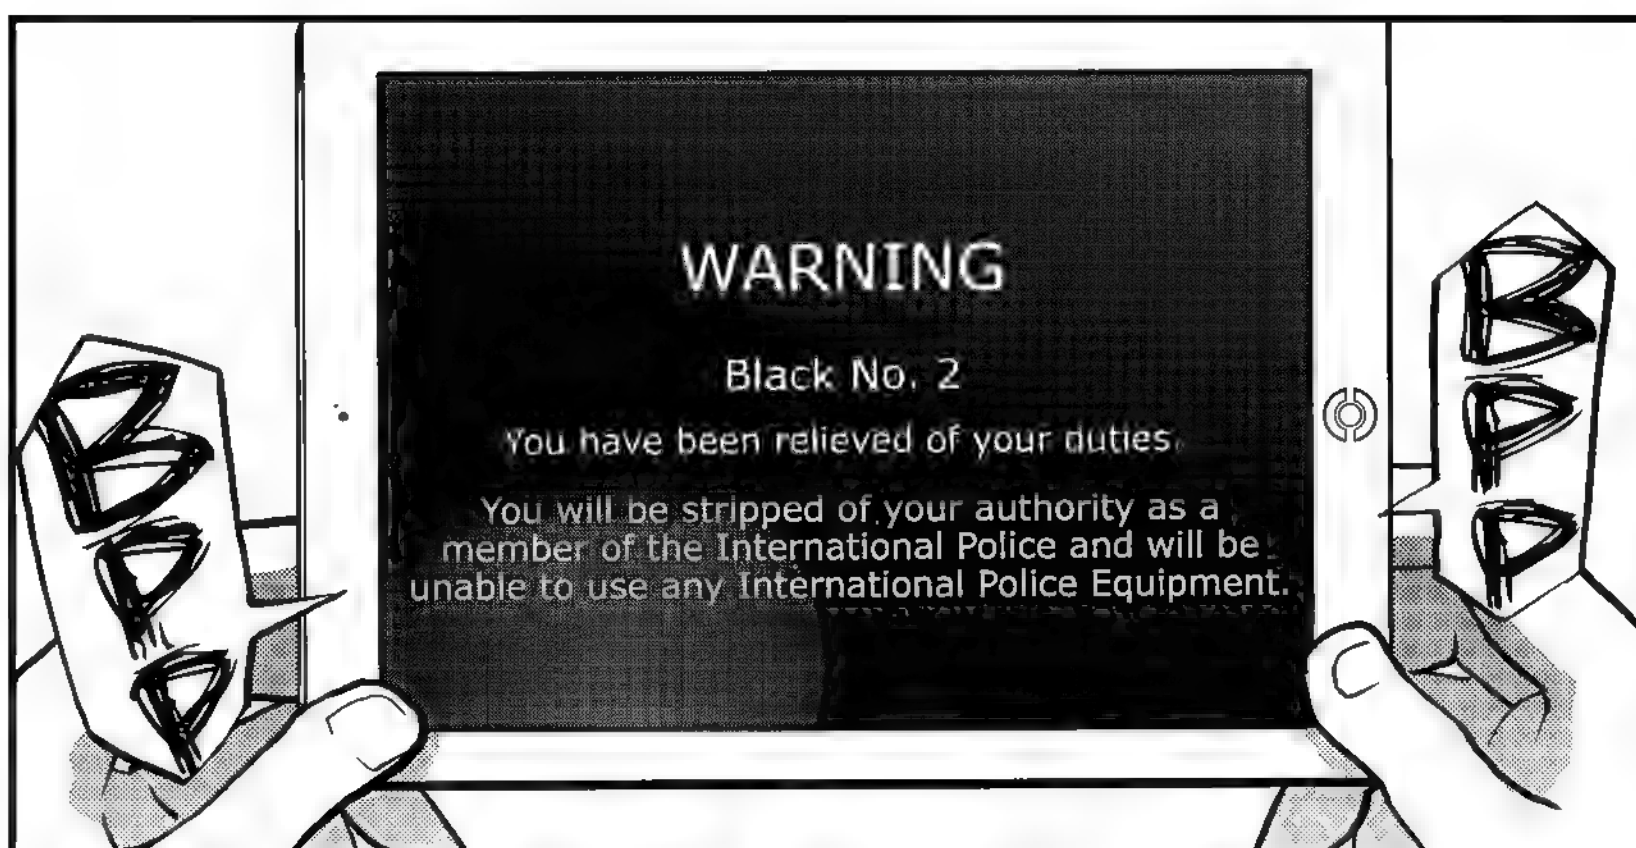 WARNING
Black No. 2
You have been relieved of your duties.
You will be stripped of your authority as a
member of the International Police and will be
unable to use any International Police Equipment.
BPP
BPP